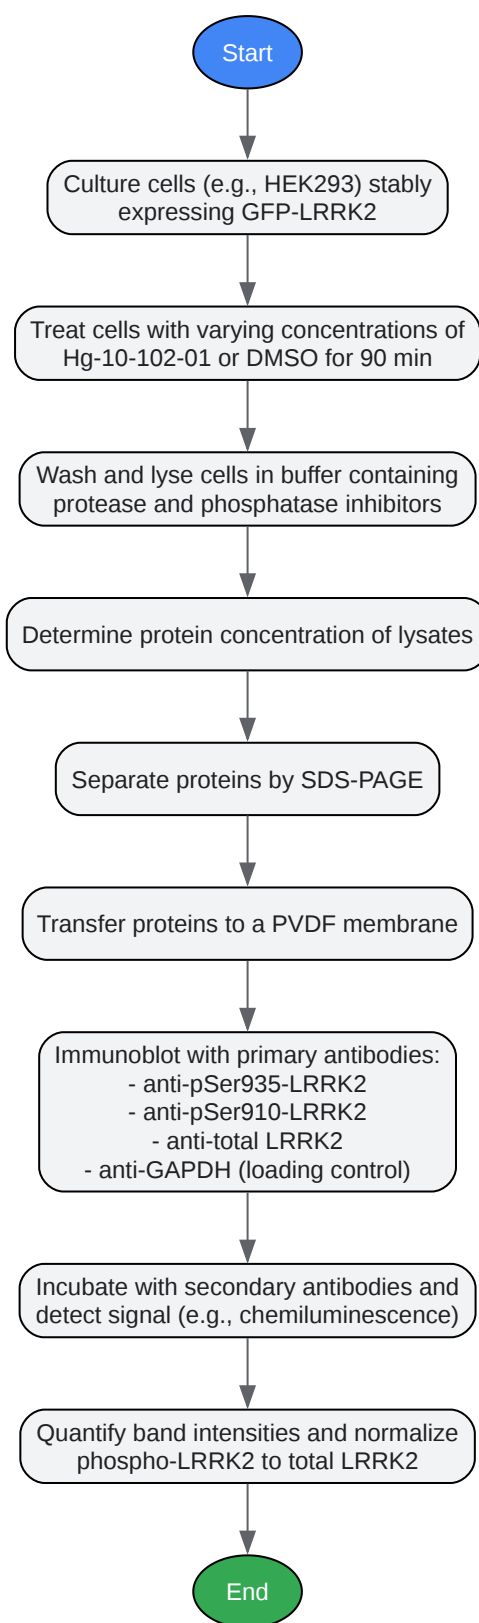 Start
Culture cells (e.g., HEK293) stably
expressing GFP-LRRK2
Treat cells with varying concentrations of
Hg-10-102-01 or DMSO for 90 min
Wash and lyse cells in buffer containing
protease and phosphatase inhibitors
Determine protein concentration of lysates
Separate proteins by SDS-PAGE
Transfer proteins to a PVDF membrane
Immunoblot with primary antibodies:
- anti-pSer935-LRRK2
- anti-pSer910-LRRK2
- anti-total LRRK2
- anti-GAPDH (loading control)
Incubate with secondary antibodies and
detect signal (e.g., chemiluminescence)
Quantify band intensities and normalize
phospho-LRRK2 to total LRRK2
End